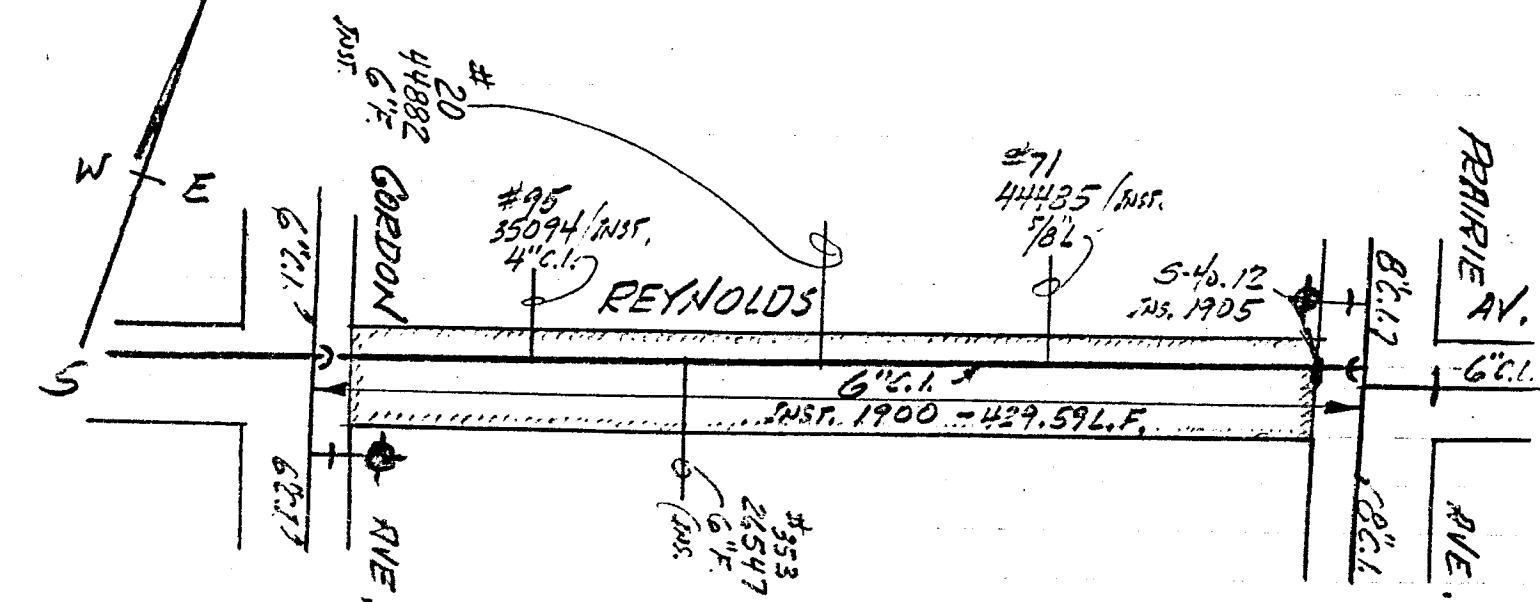 W
E
S
#
20
44882
6"F.
INST.
GORDON
AVE.
6"C.I.
6"C.I.
#95
35094/INST.
4"C.I.
REYNOLDS
#71
44485/INST.
5/8"L
S-40.12
INS. 1905
8"C.I.
PRAIRIE
AV.
6"C.I.
6"C.I.
INST. 1900 - 429.59 L.F.
#353
26547
6"F.
INS.
8"C.I.
AVE.